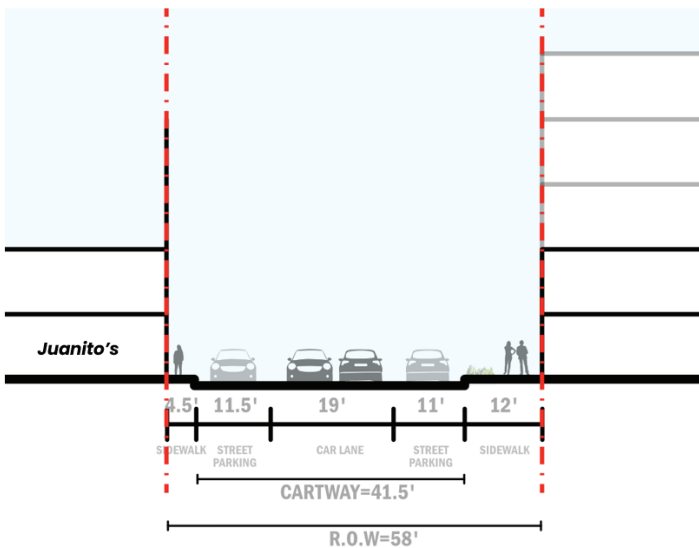 Juanito's
4.5' 11.5' 19' 11' 12'
SIDEWALK STREET PARKING CAR LANE STREET PARKING SIDEWALK
CARTWAY=41.5'
R.O.W=58'